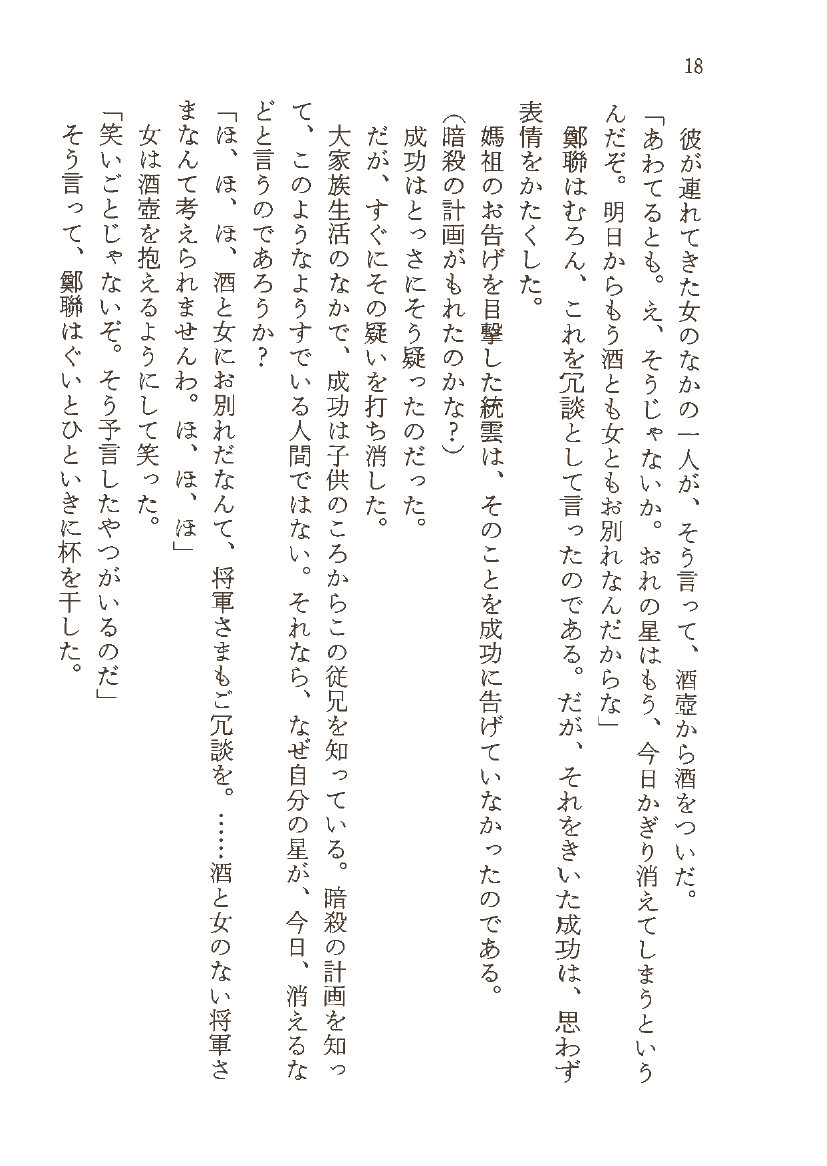 18
彼が連れてきた女のなかの一人が、そう言って、酒壺から酒をついだ。
「あわてるとも。え、そうじゃないか。おれの星はもう、今日かぎり消えてしまうという
んだぞ。明日からもう酒とも女ともお別れなんだからな」
鄭聯はむろん、これを冗談として言ったのである。だが、それをきいた成功は、思わず
表情をかたくした。
媽祖のお告げを目撃した統雲は、そのことを成功に告げていなかったのである。
(暗殺の計画がもれたのかな?)
成功はとっさにそう疑ったのだった。
だが、すぐにその疑いを打ち消した。
大家族生活のなかで、成功は子供のころからこの従兄を知っている。暗殺の計画を知っ
て、このようなようすでいる人間ではない。それなら、なぜ自分の星が、今日、消えるな
どと言うのであろうか?
「ほ、ほ、ほ、酒と女にお別れだなんて、将軍さまもご冗談を。……酒と女のない将軍さ
まなんて考えられませんわ。ほ、ほ、ほ」
女は酒壺を抱えるようにして笑った。
「笑いごとじゃないぞ。そう予言したやつがいるのだ」
そう言って、鄭聯はぐいとひといきに杯を干した。